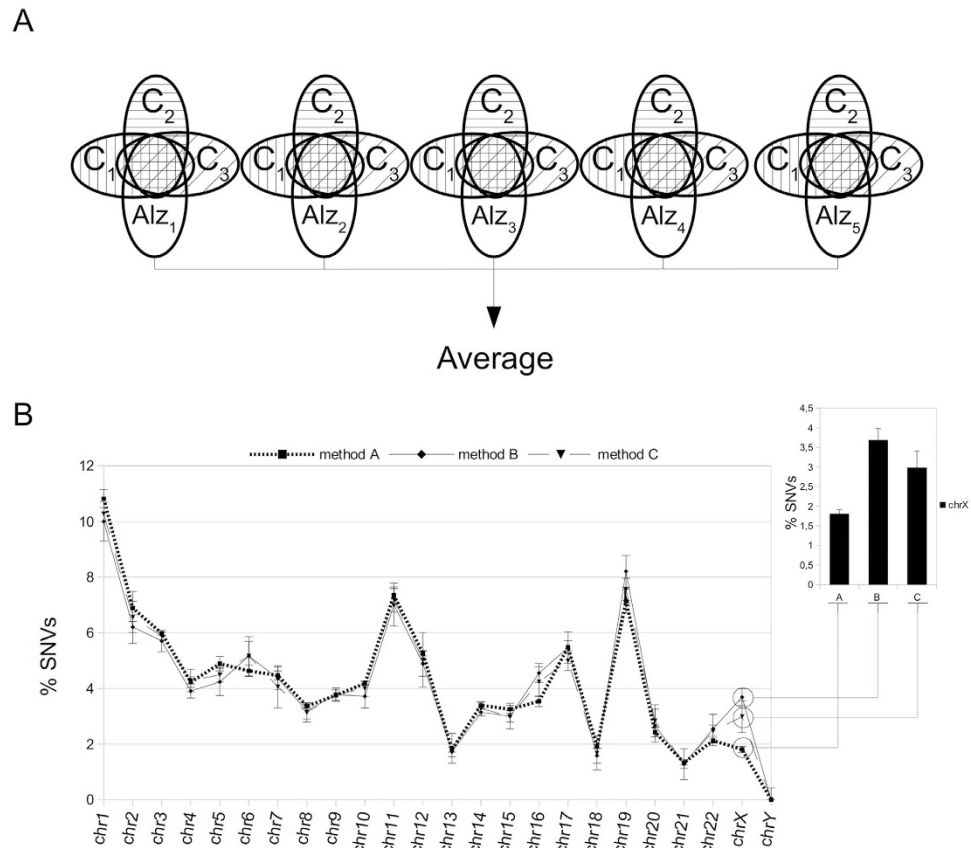 A
C2 C2 C2 C2 C2
C1 C3 C1 C3 C1 C3 C1 C3 C1 C3
Alz1 Alz2 Alz3 Alz4 Alz5
Average
B
method A method B method C
% SNVs
12
10
8
6
4
2
0
chr1 chr2 chr3 chr4 chr5 chr6 chr7 chr8 chr9 chr10 chr11 chr12 chr13 chr14 chr15 chr16 chr17 chr18 chr19 chr20 chr21 chr22 chrX chrY
% SNVs
4,5
4
3,5
3
2,5
2
1,5
1
0,5
0
A B C
chrX